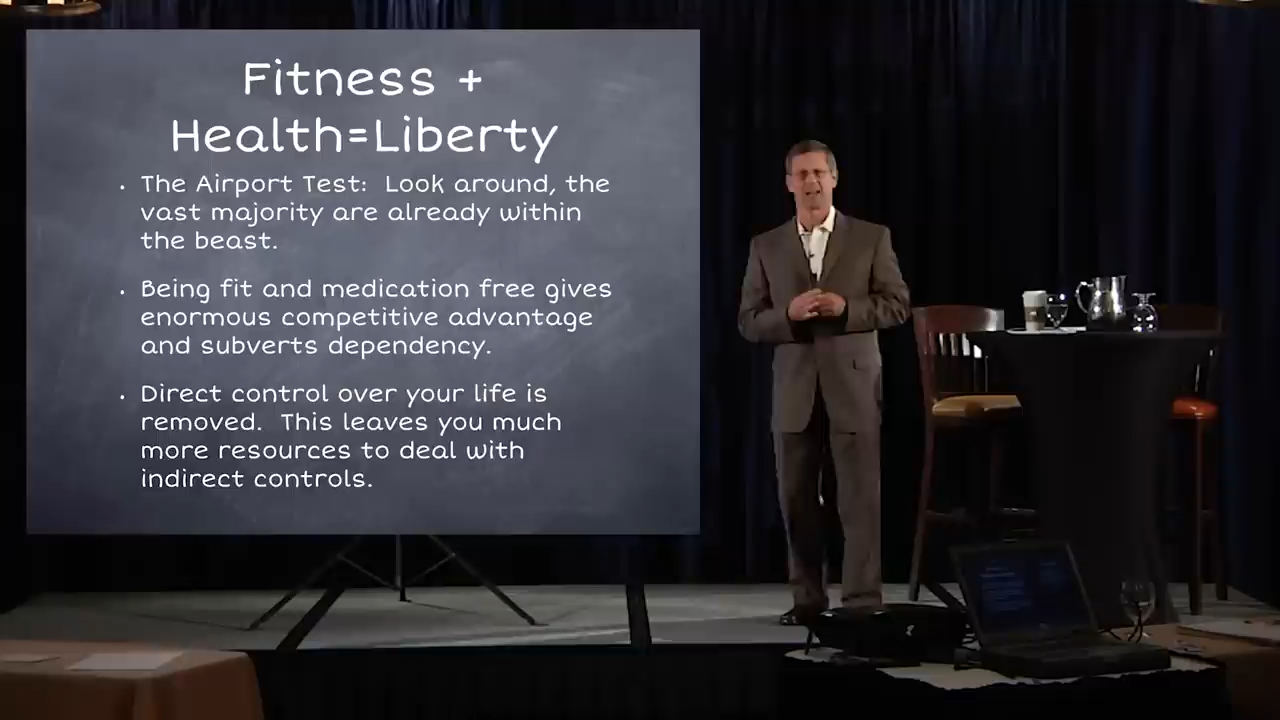 Fitness +
Health=Liberty
• The Airport Test: Look around, the
vast majority are already within
the beast.
• Being fit and medication free gives
enormous competitive advantage
and subverts dependency.
• Direct control over your life is
removed. This leaves you much
more resources to deal with
indirect controls.